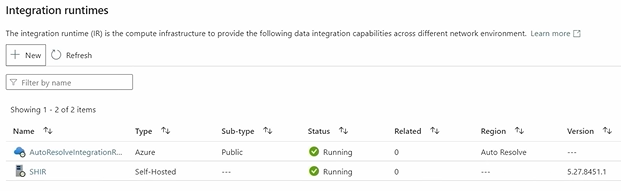 Integration runtimes
The integration runtime (IR) is the compute infrastructure to provide the following data integration capabilities across different network environment. Learn more
New Refresh
Filter by name
Showing 1 - 2 of 2 items
Name Type Sub-type Status Related Region Version
AutoResolveIntegrationR... Azure Public Running 0 Auto Resolve ---
SHIR Self-Hosted --- Running 0 --- 5.27.8451.1